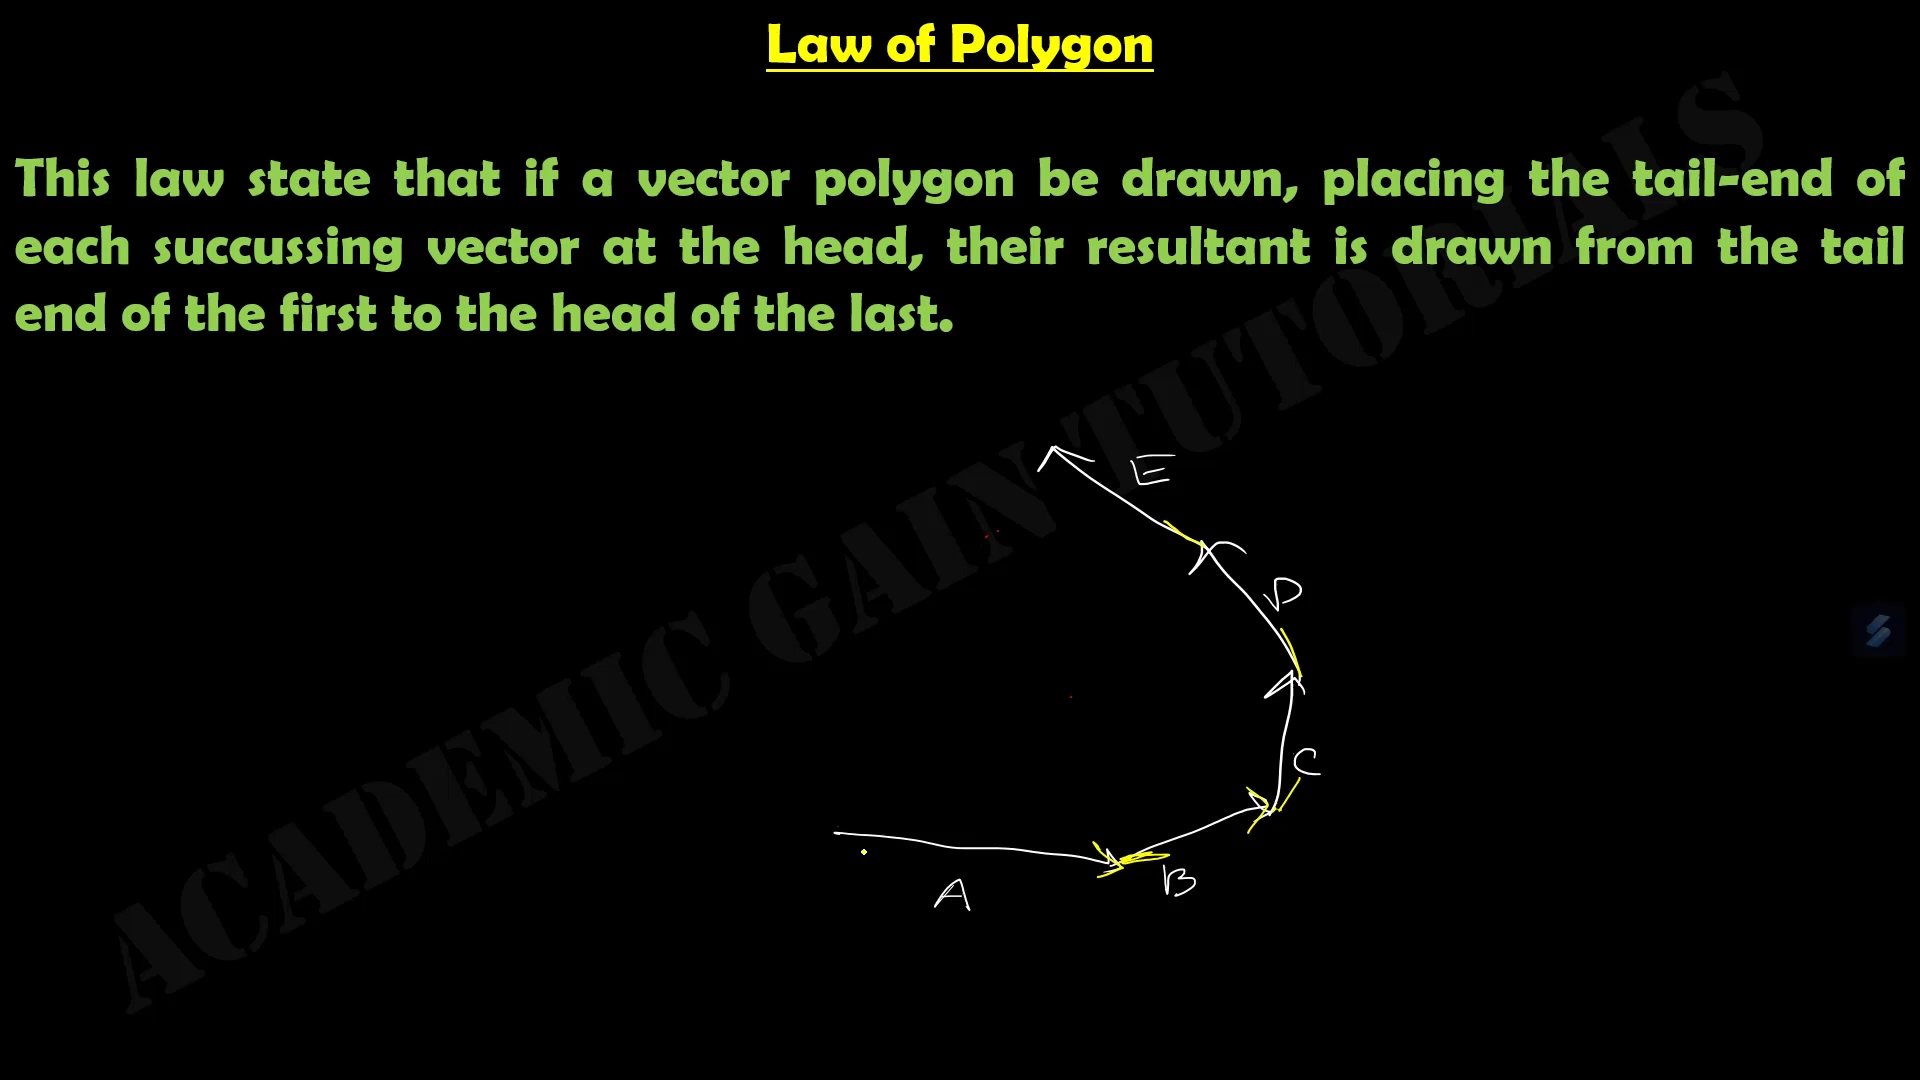 Law of Polygon
This law state that if a vector polygon be drawn, placing the tail-end of
each succussing vector at the head, their resultant is drawn from the tail
end of the first to the head of the last.
ACADEMIC GAIN TUTORIALS
E
D
C
B
A